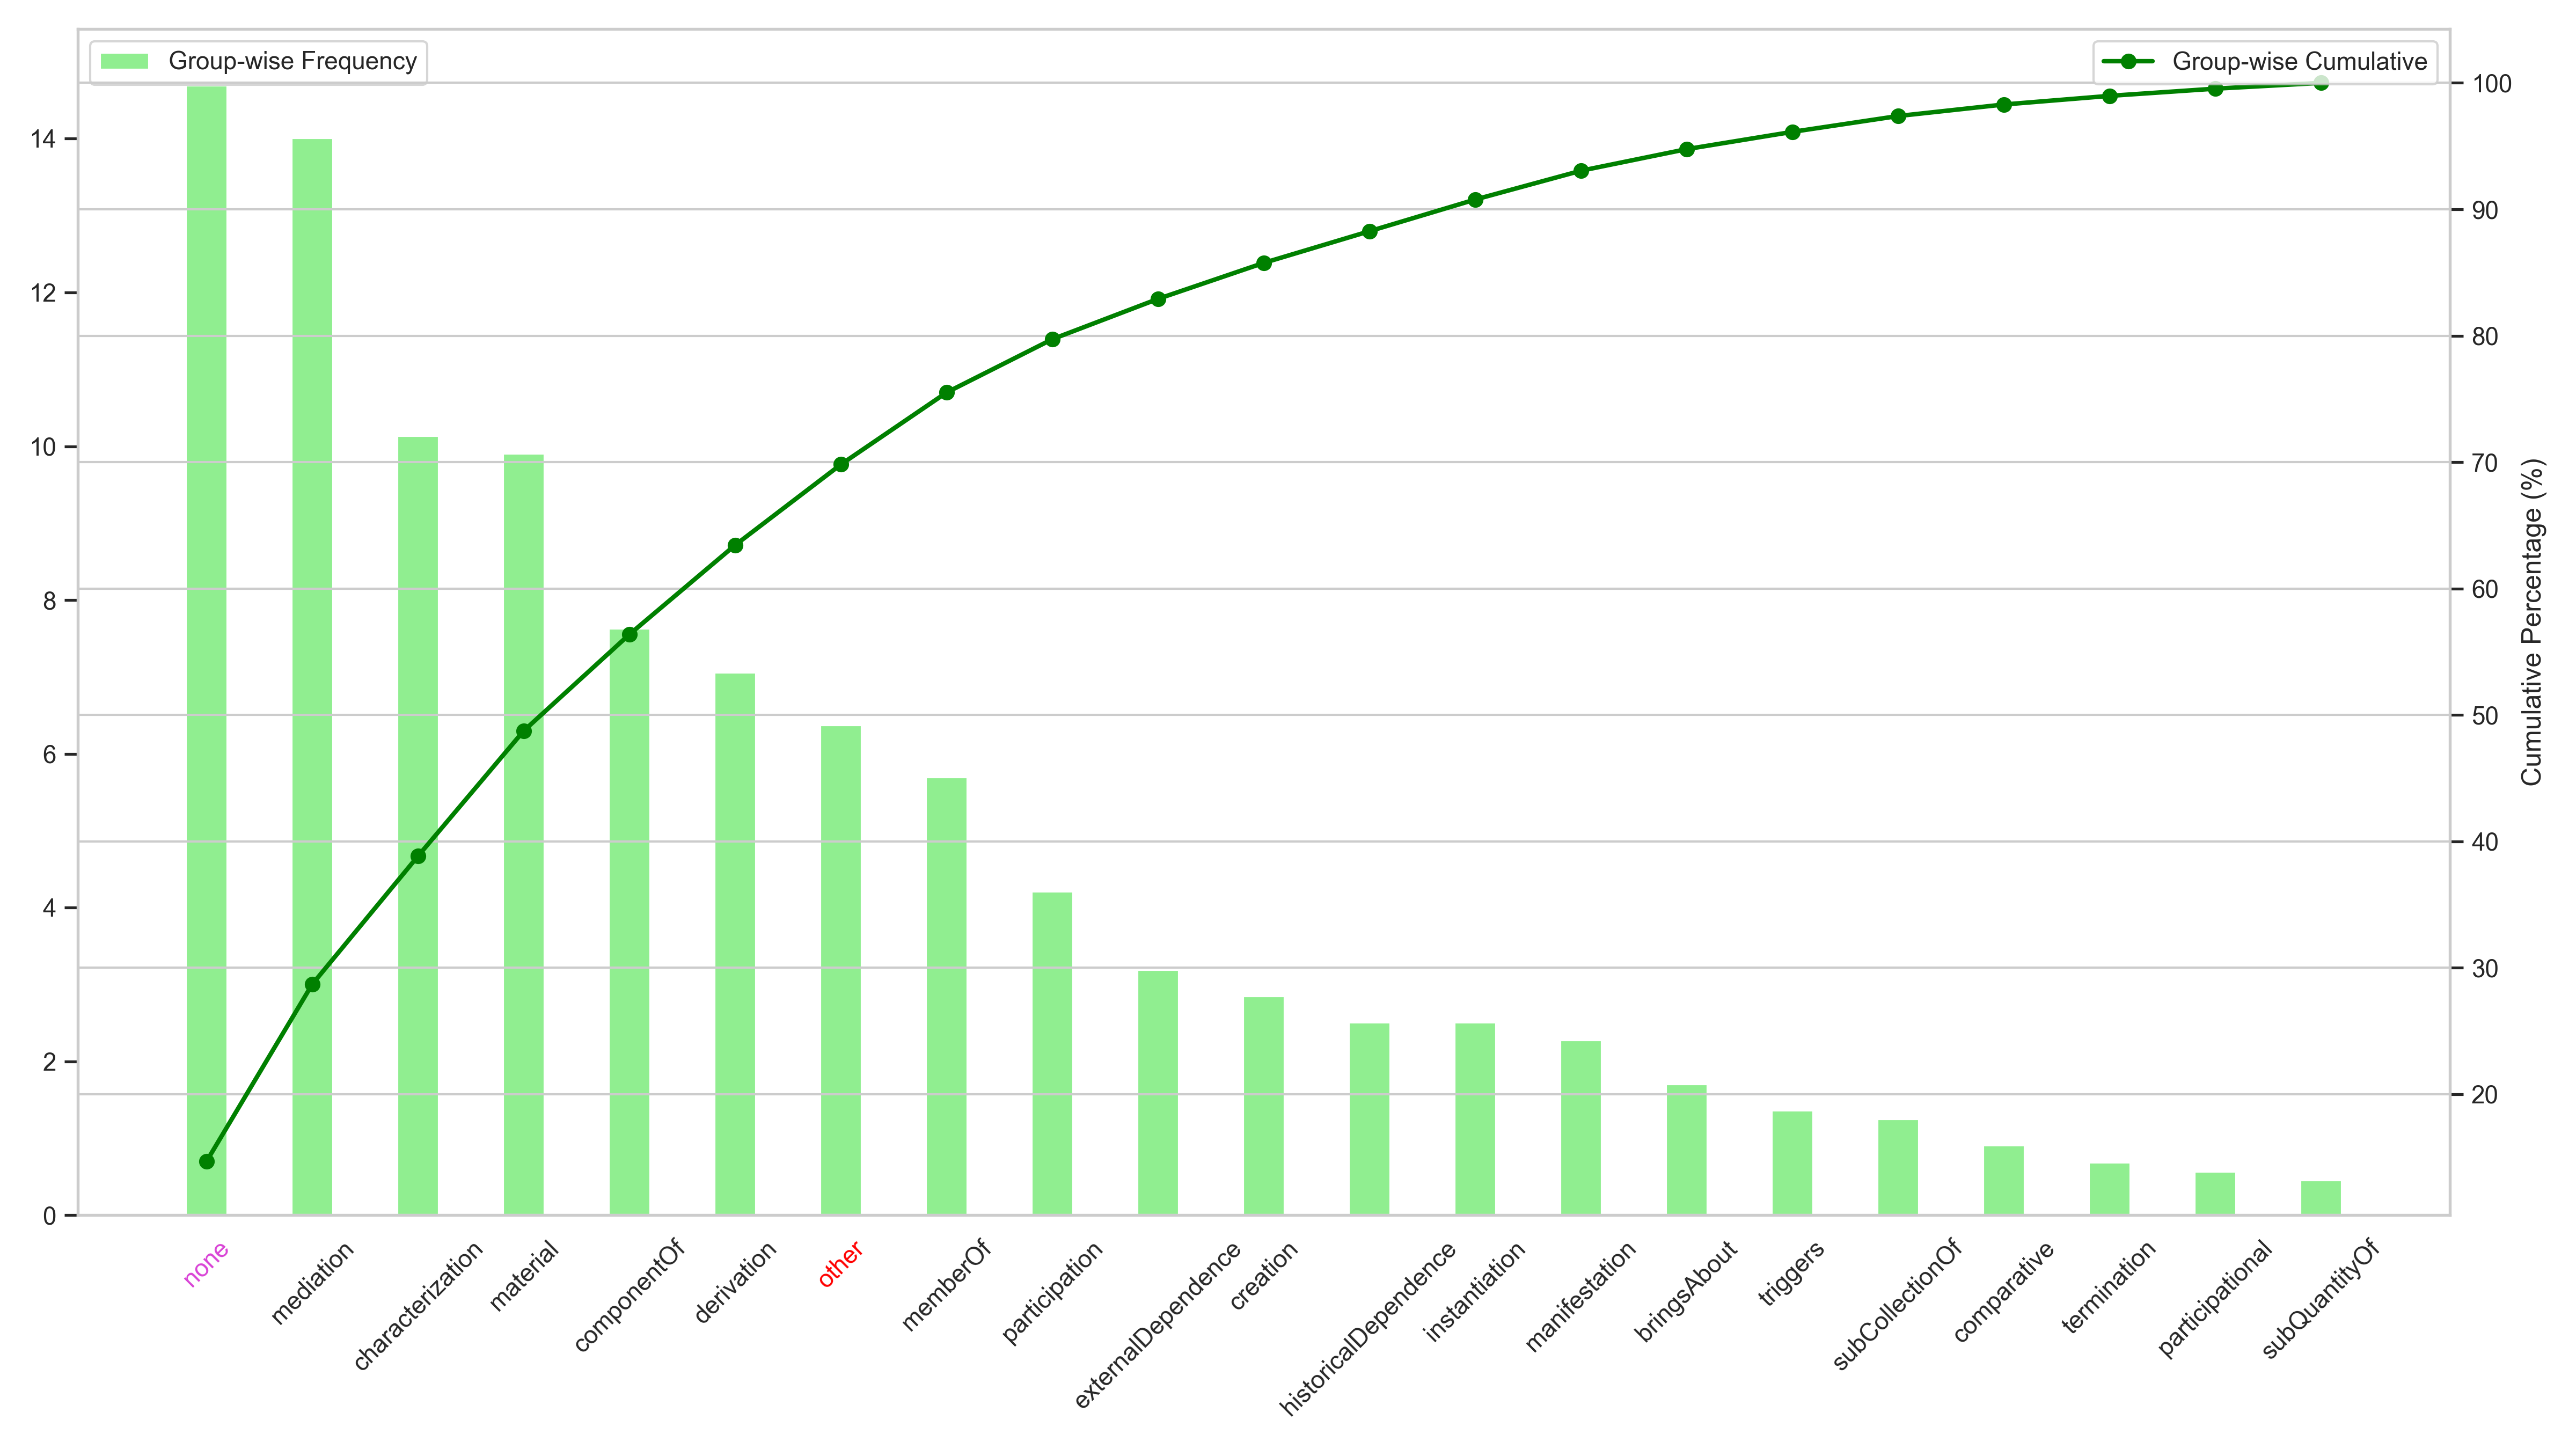 Group-wise Frequency
Group-wise Cumulative
14
12
10
8
6
4
2
0
100
90
80
70
60
50
40
30
20
Cumulative Percentage (%)
none
mediation
characterization
material
componentOf
derivation
other
memberOf
participation
externalDependence
creation
historicalDependence
instantiation
manifestation
bringsAbout
triggers
subCollectionOf
comparative
termination
participational
subQuantityOf